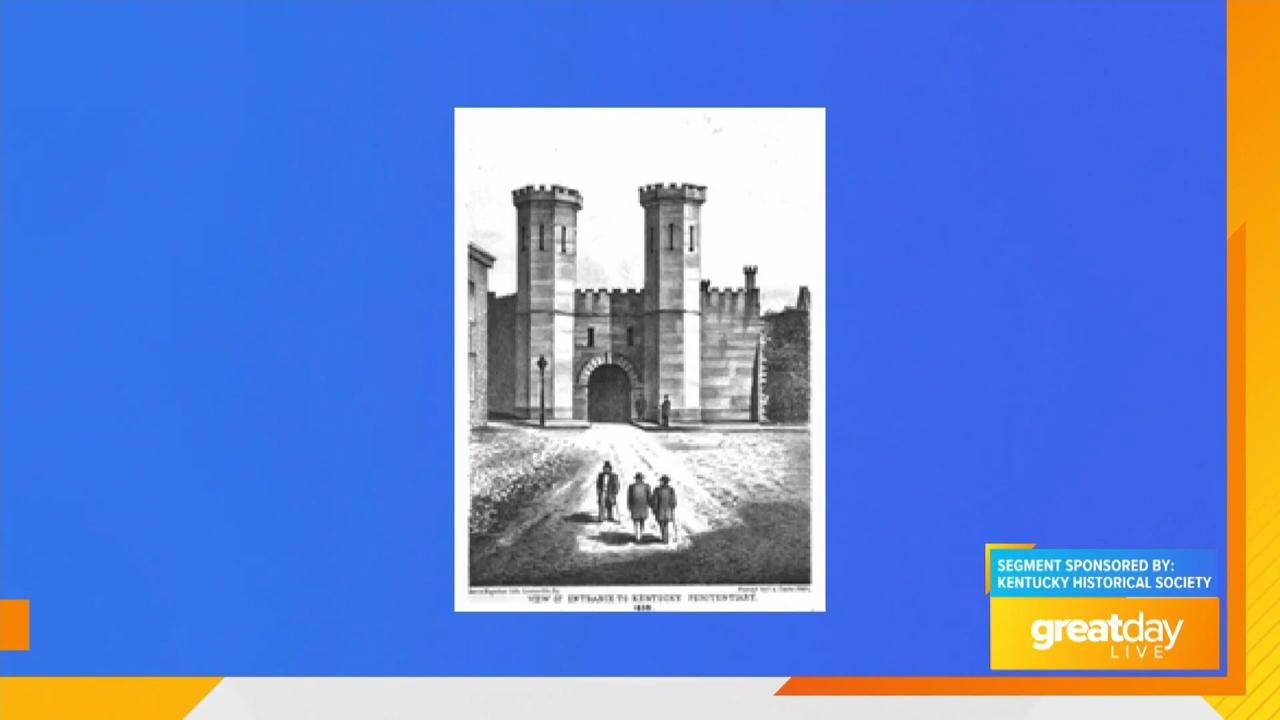 VIEW OF ENTRANCE TO KENTUCKY PENITENTIARY.
SEGMENT SPONSORED BY:
KENTUCKY HISTORICAL SOCIETY
greatday
LIVE